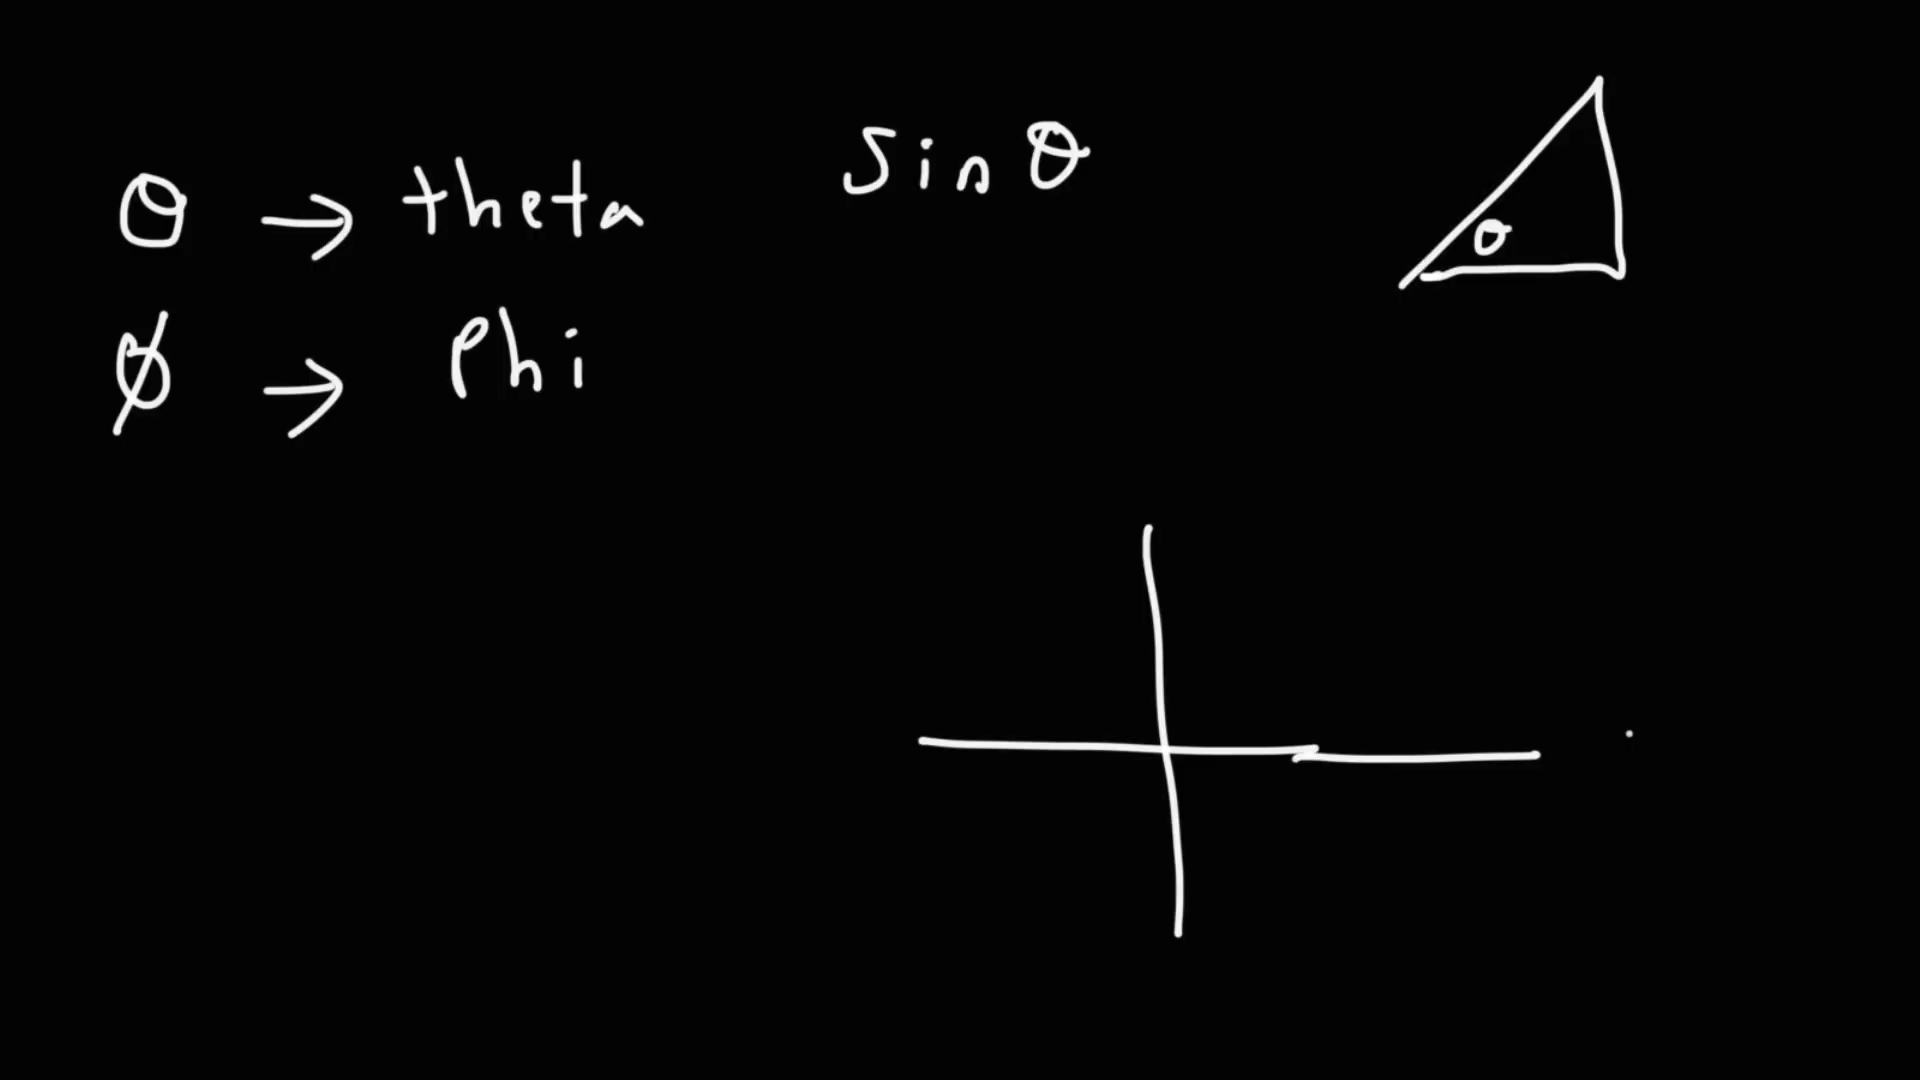 θ → theta
sin θ
θ
ϕ → Phi